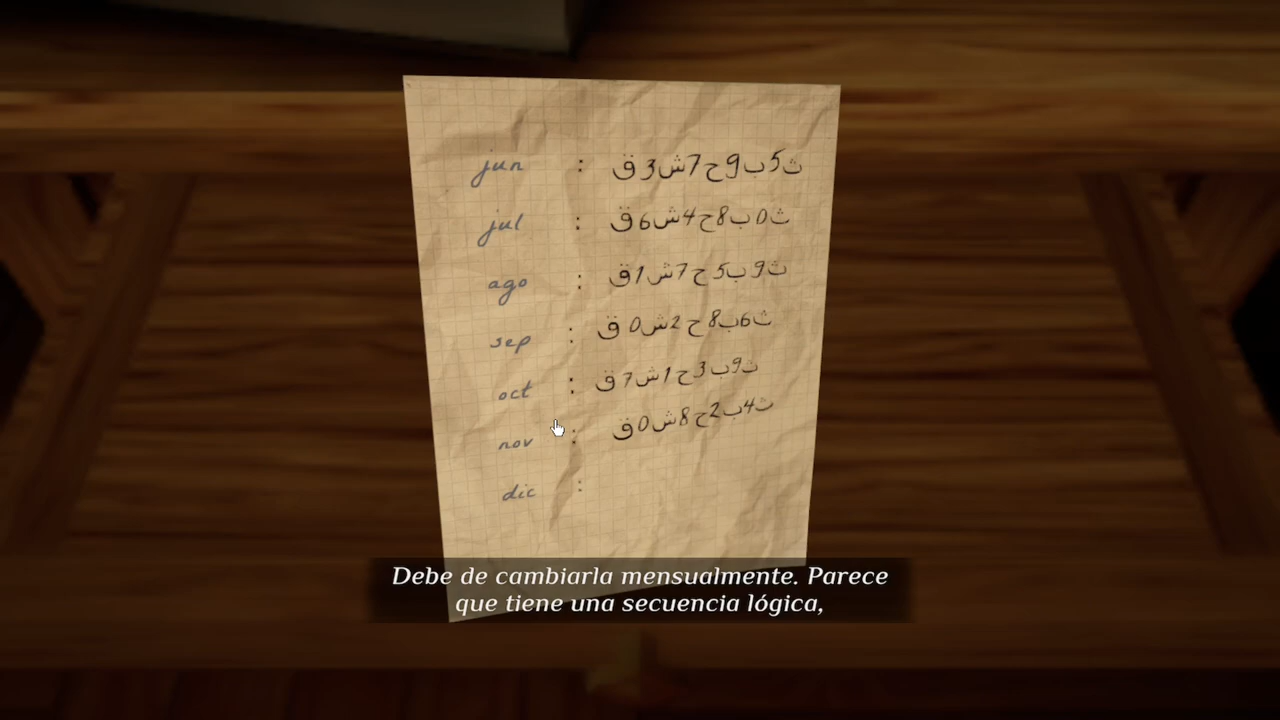 jun : ث5ب9ح7ش3ق
jul : ث0ب8ح4ش6ق
ago : ث9ب5ح7ش1ق
sep : ث6ب8ح2ش0ق
oct : ث9ب3ح1ش7ق
nov : ث4ب2ح8ش0ق
dic :
Debe de cambiarla mensualmente. Parece
que tiene una secuencia lógica,